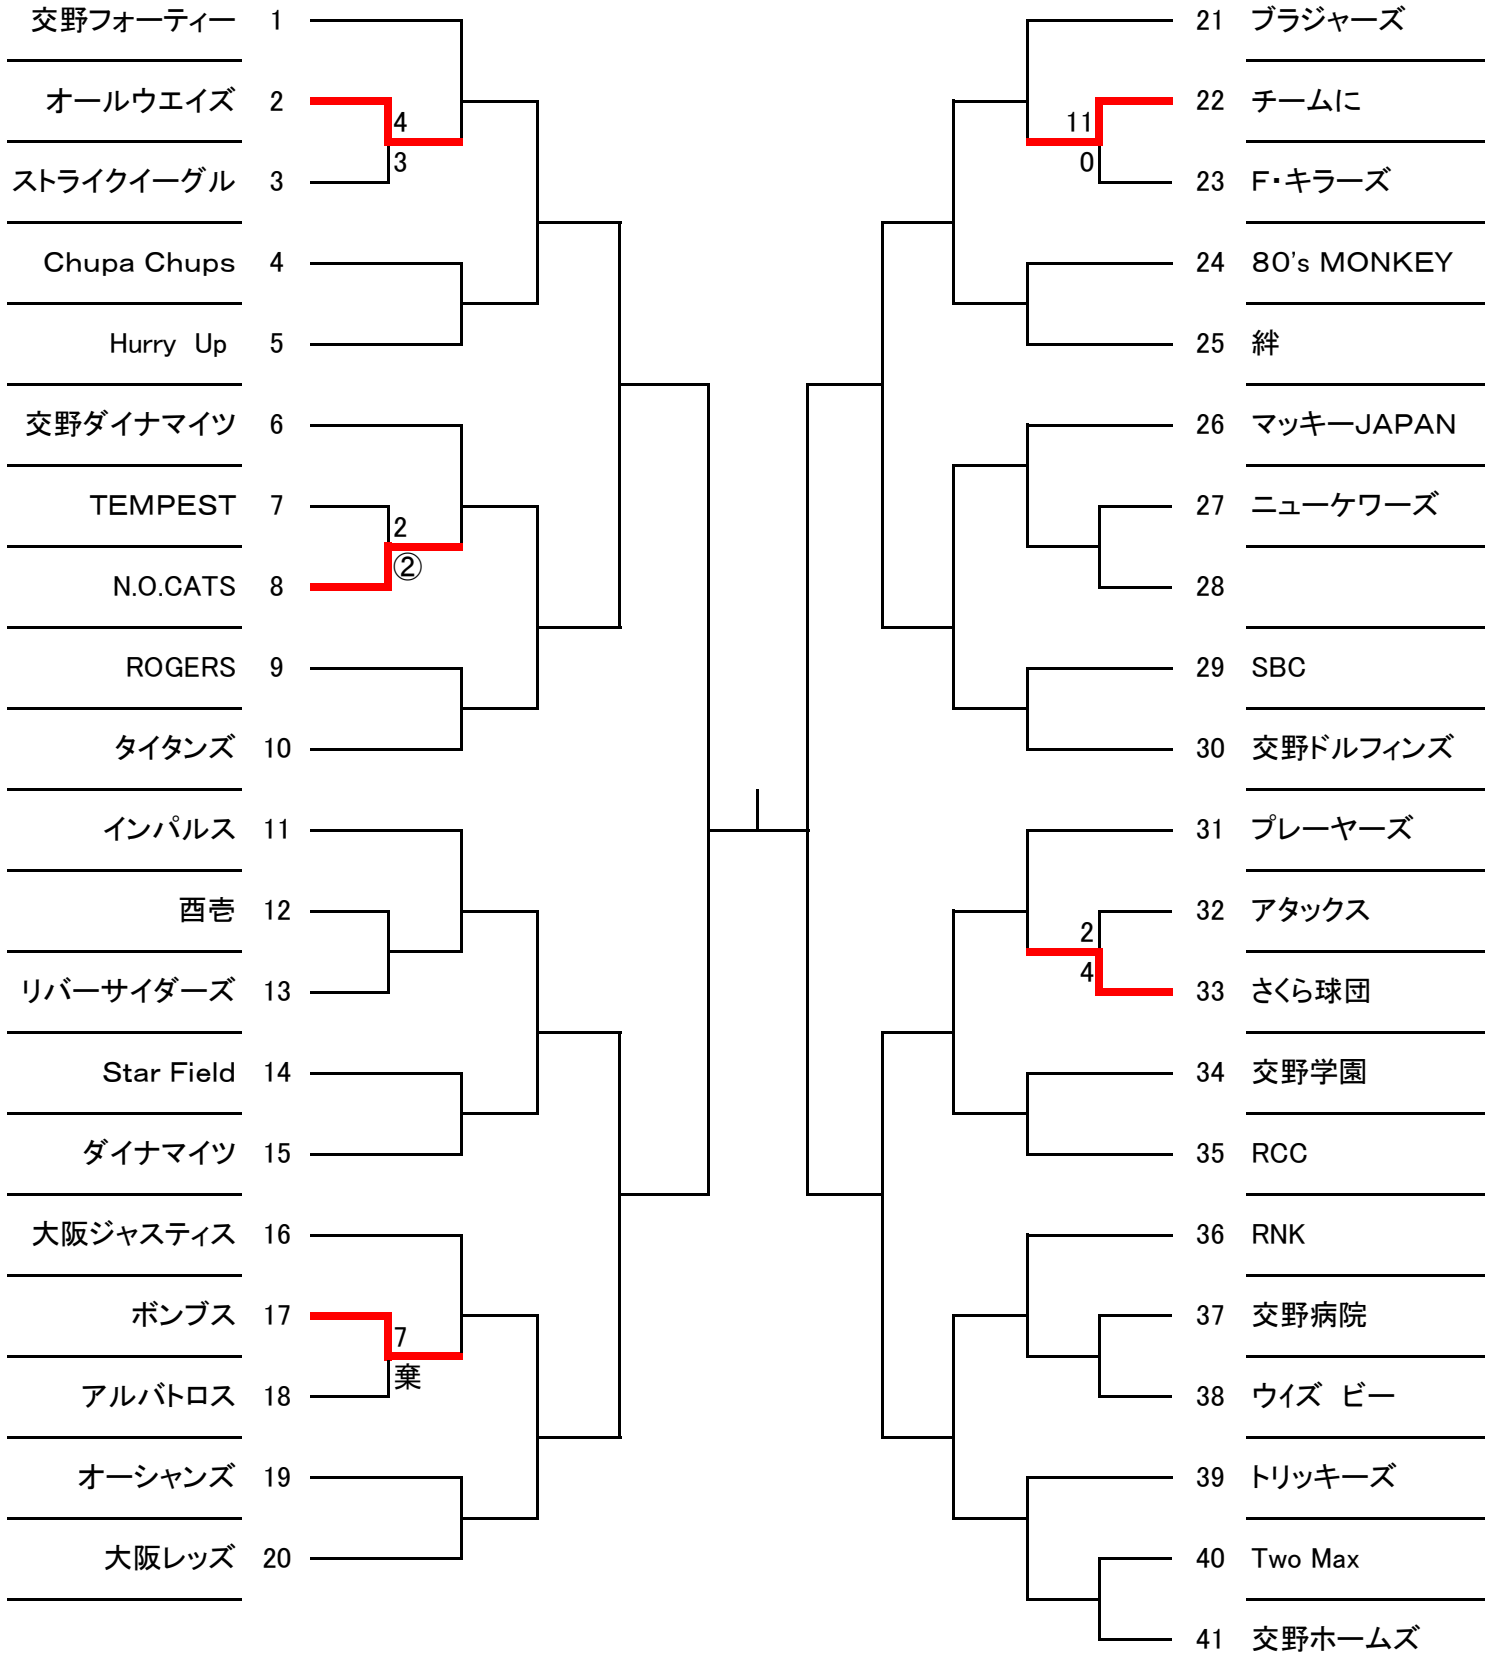 交野フォーティー 1
オールウエイズ 2
4
3
ストライクイーグル 3
Chupa Chups 4
Hurry Up 5
交野ダイナマイツ 6
TEMPEST 7
2
②
N.O.CATS 8
ROGERS 9
タイタンズ 10
インパルス 11
酉壱 12
リバーサイダーズ 13
Star Field 14
ダイナマイツ 15
大阪ジャスティス 16
ボンブス 17
7
棄
アルバトロス 18
オーシャンズ 19
大阪レッズ 20
21 ブラジャーズ
22 チームに
11
0
23 F・キラーズ
24 80's MONKEY
25 絆
26 マッキーJAPAN
27 ニューケワーズ
28
29 SBC
30 交野ドルフィンズ
31 プレーヤーズ
32 アタックス
2
4
33 さくら球団
34 交野学園
35 RCC
36 RNK
37 交野病院
38 ウイズ ビー
39 トリッキーズ
40 Two Max
41 交野ホームズ